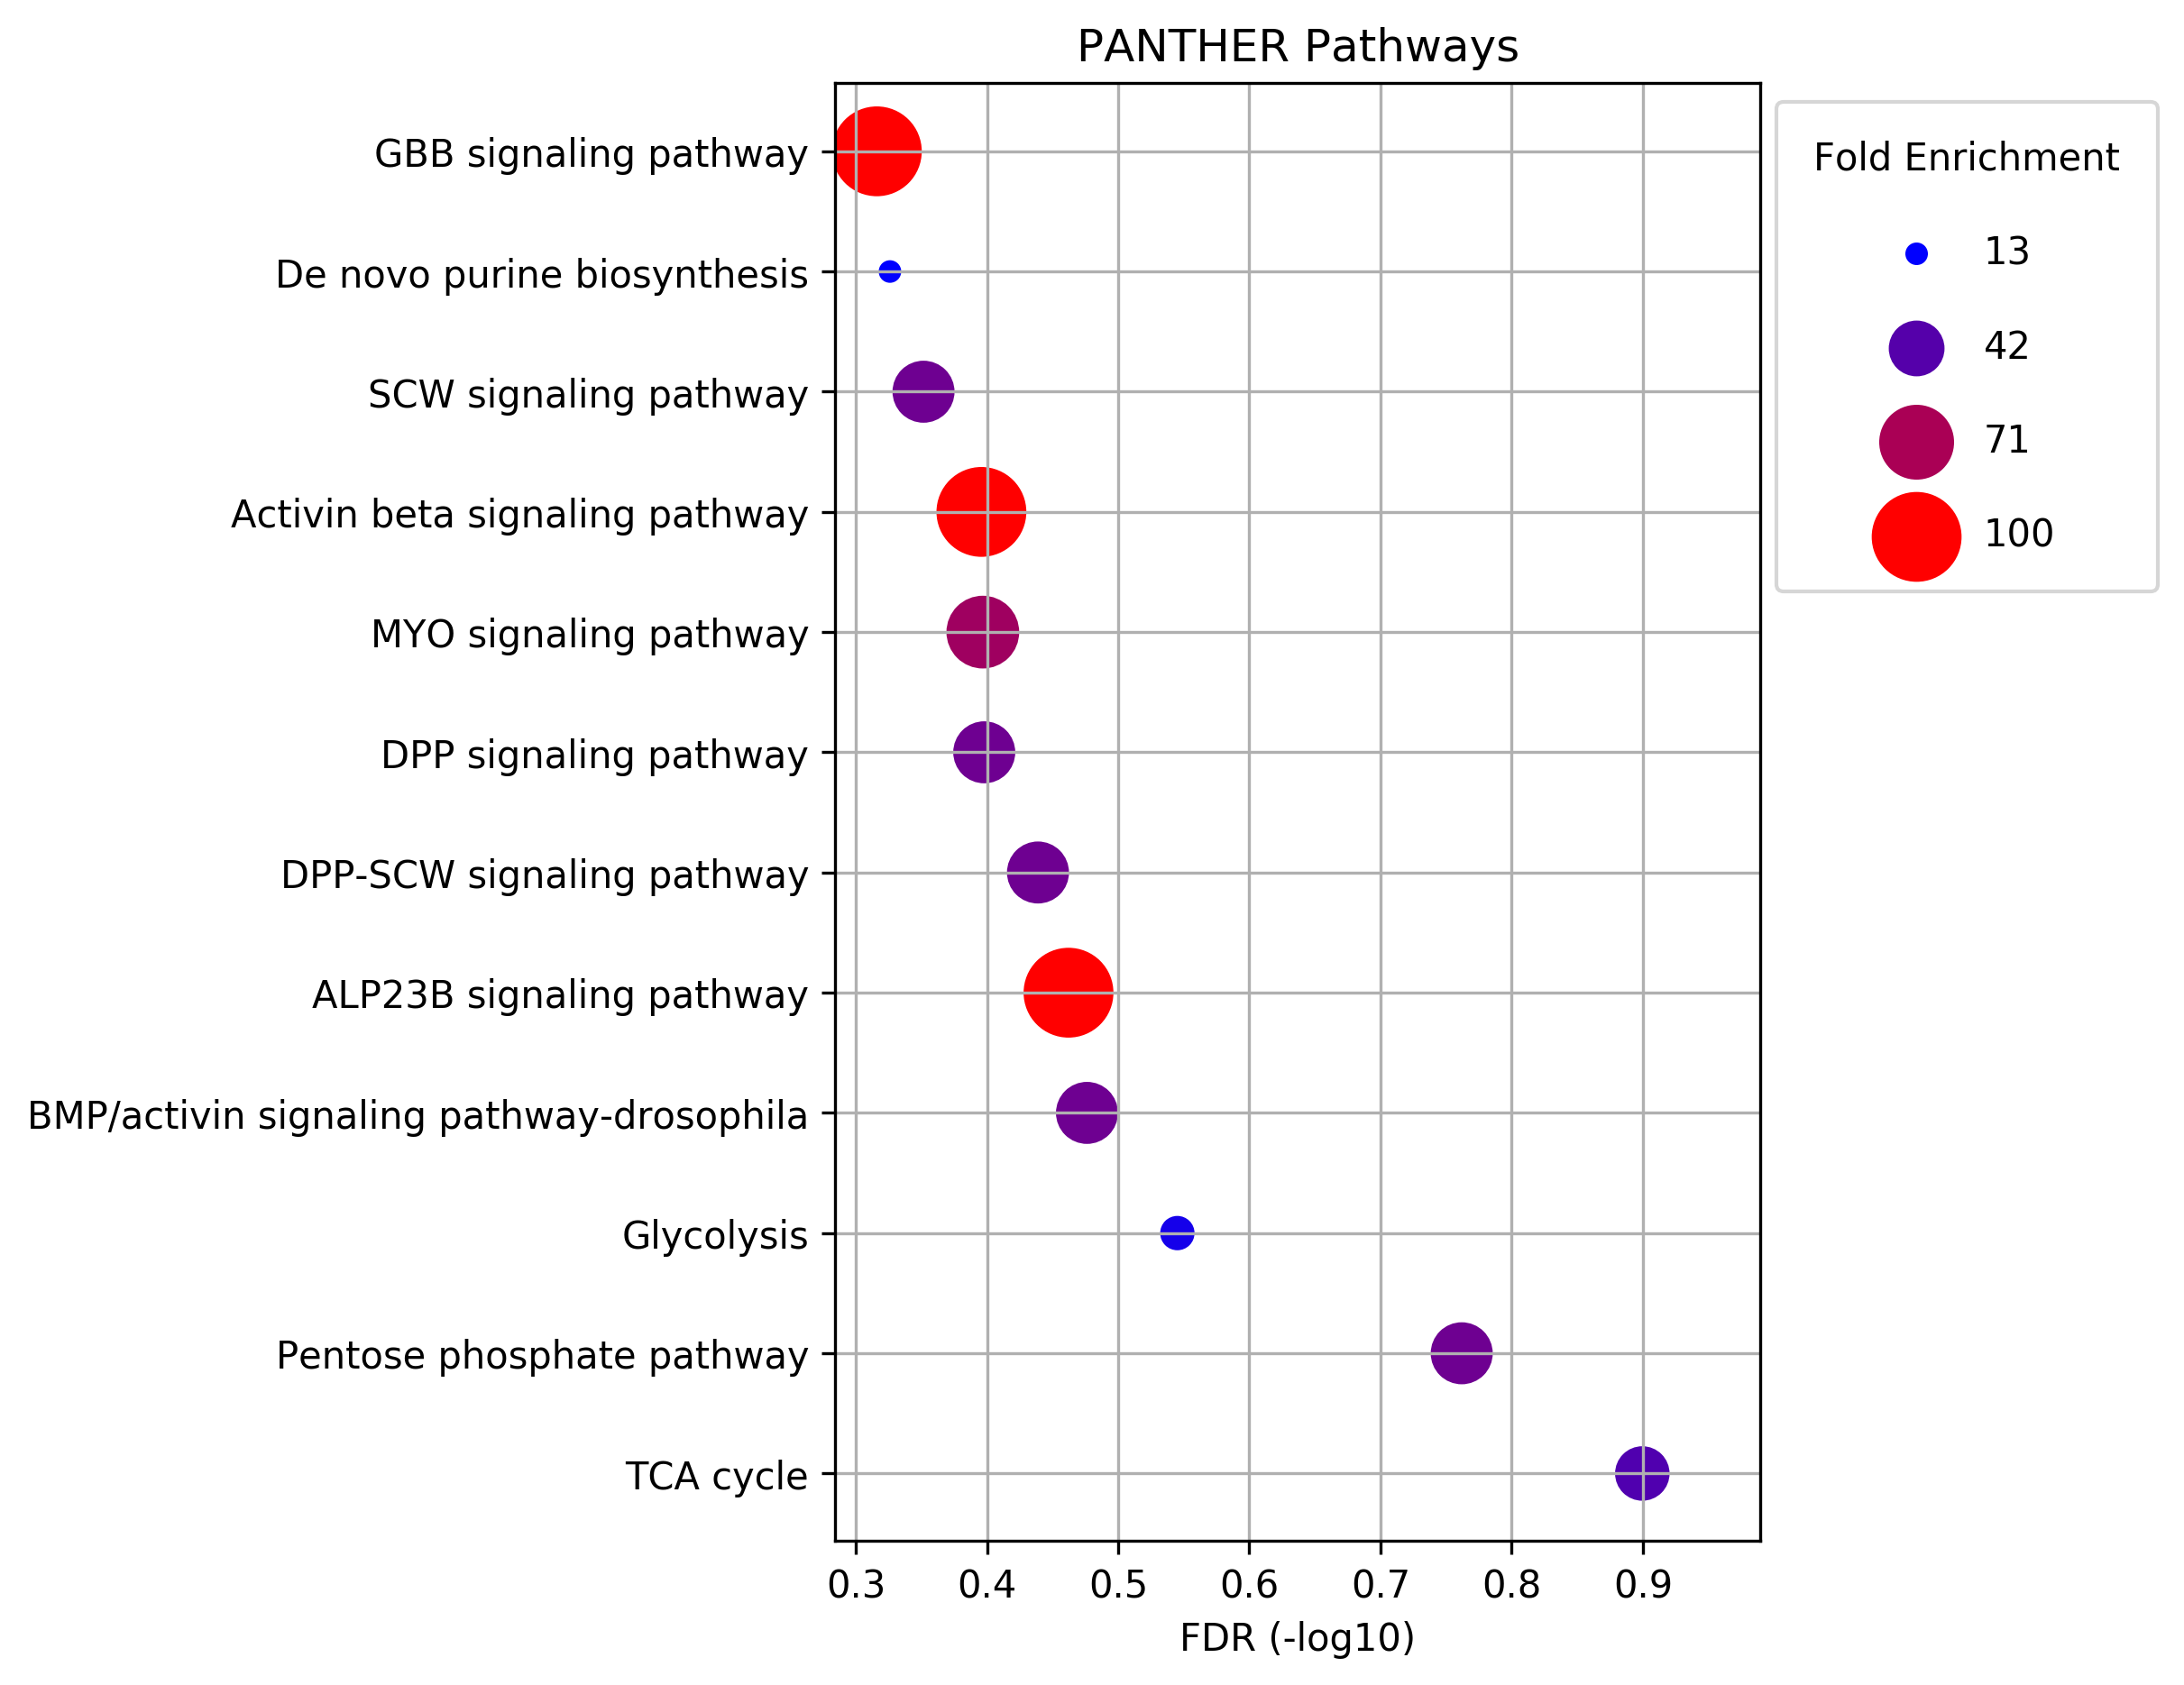 PANTHER Pathways
GBB signaling pathway
De novo purine biosynthesis
SCW signaling pathway
Activin beta signaling pathway
MYO signaling pathway
DPP signaling pathway
DPP-SCW signaling pathway
ALP23B signaling pathway
BMP/activin signaling pathway-drosophila
Glycolysis
Pentose phosphate pathway
TCA cycle
0.3 0.4 0.5 0.6 0.7 0.8 0.9
FDR (-log10)
Fold Enrichment
13
42
71
100